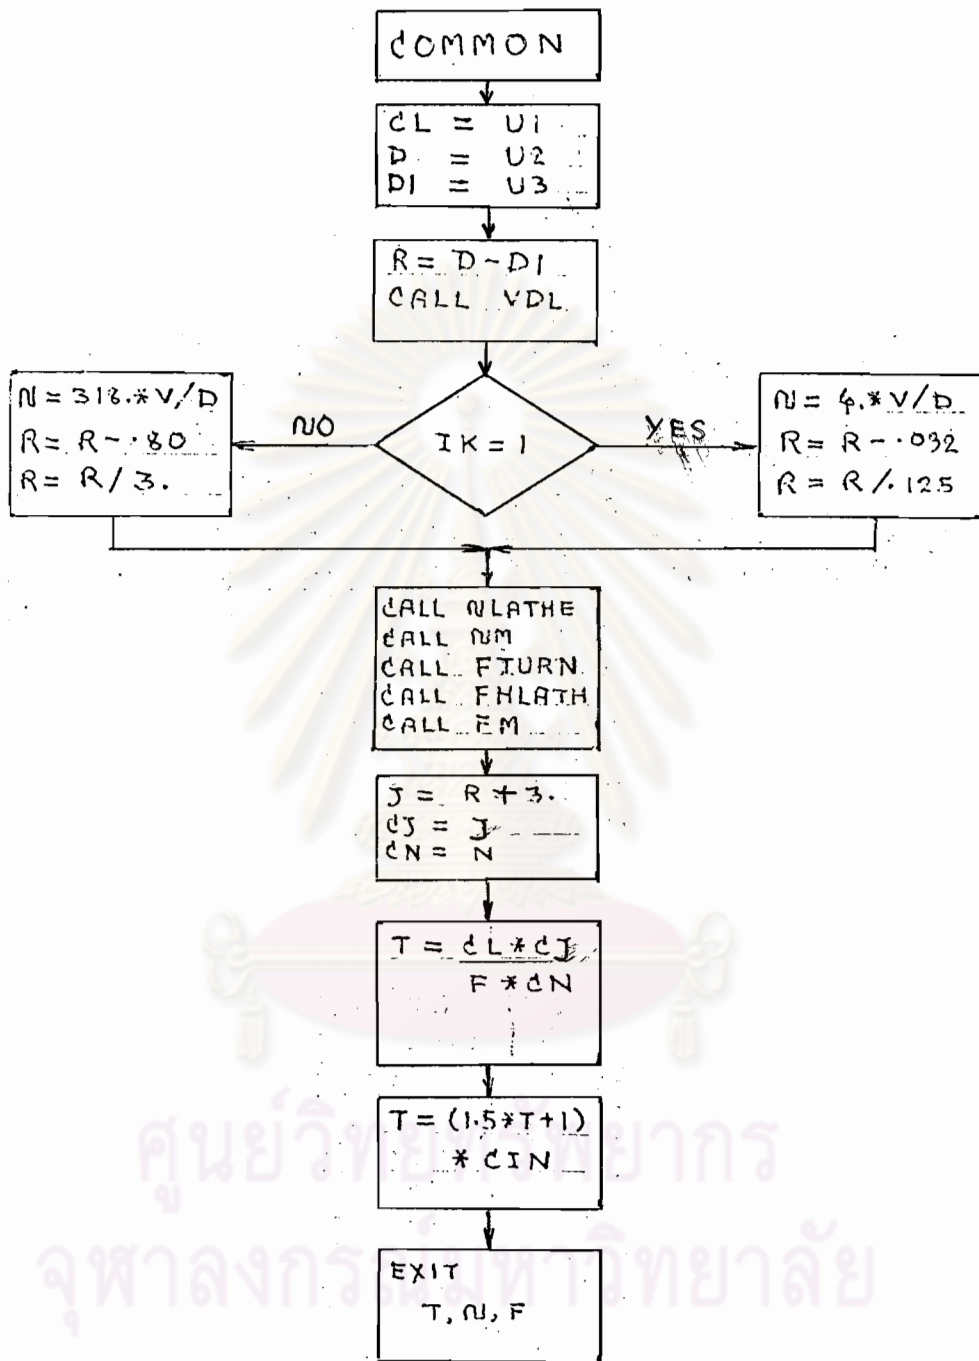 COMMON
CL = U1
D = U2
D1 = U3
R = D-D1
CALL VDL
N = 318.*V/D
R = R-.80
R = R/3.
NO
IK = 1
YES
N = 4.*V/D
R = R-.032
R = R/.125
CALL NLATHE
CALL NM
CALL FTURN
CALL FHLATH
CALL FM
J = R+3.
CJ = J
CN = N
T = CL*CJ
F*CN
T = (1.5*T+1)
*CIN
EXIT
T, N, F
ศูนย์วิทยทรัพยากร
จุฬาลงกรณ์มหาวิทยาลัย